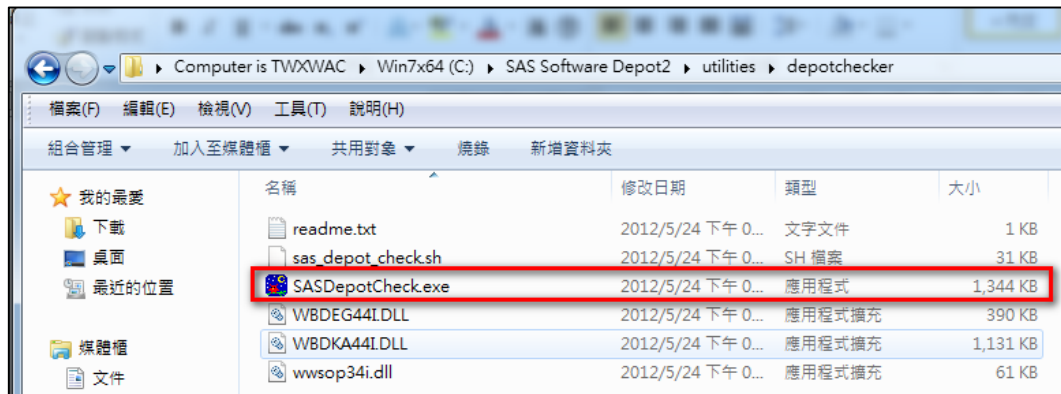 Computer is TWXWAC ▸ Win7x64 (C:) ▸ SAS Software Depot2 ▸ utilities ▸ depotchecker
檔案(F) 編輯(E) 檢視(V) 工具(T) 說明(H)
組合管理 加入至媒體櫃 共用對象 燒錄 新增資料夾
名稱 修改日期 類型 大小
我的最愛
下載
桌面
最近的位置
媒體櫃
文件
readme.txt 2012/5/24 下午 0... 文字文件 1 KB
sas_depot_check.sh 2012/5/24 下午 0... SH 檔案 31 KB
SASDepotCheck.exe 2012/5/24 下午 0... 應用程式 1,344 KB
WBDEG44I.DLL 2012/5/24 下午 0... 應用程式擴充 390 KB
WBDKA44I.DLL 2012/5/24 下午 0... 應用程式擴充 1,131 KB
wwsop34i.dll 2012/5/24 下午 0... 應用程式擴充 61 KB